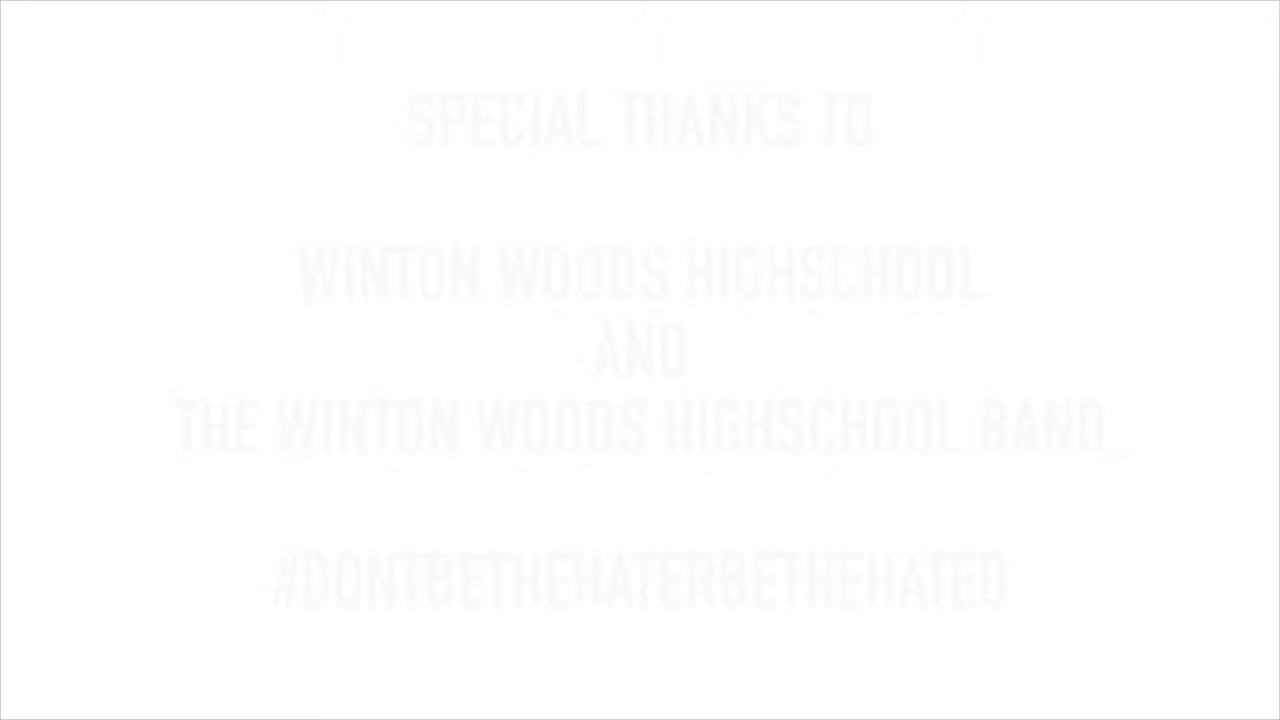 SPECIAL THANKS TO
WINTON WOODS HIGHSCHOOL
AND
THE WINTON WOODS HIGHSCHOOL BAND
#DONTBETHEHATERBETHEHATED